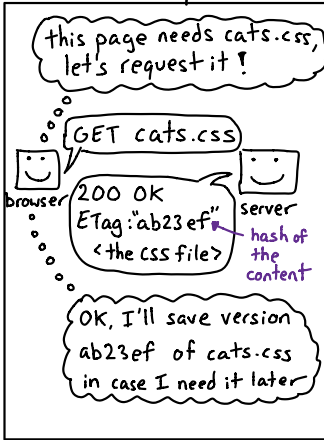 this page needs cats.css,
let's request it!
GET cats.css
browser
200 OK
ETag:"ab23ef"
<the CSS file>
server
hash of
the
content
OK, I'll save version
ab23ef of cats.css
in case I need it later